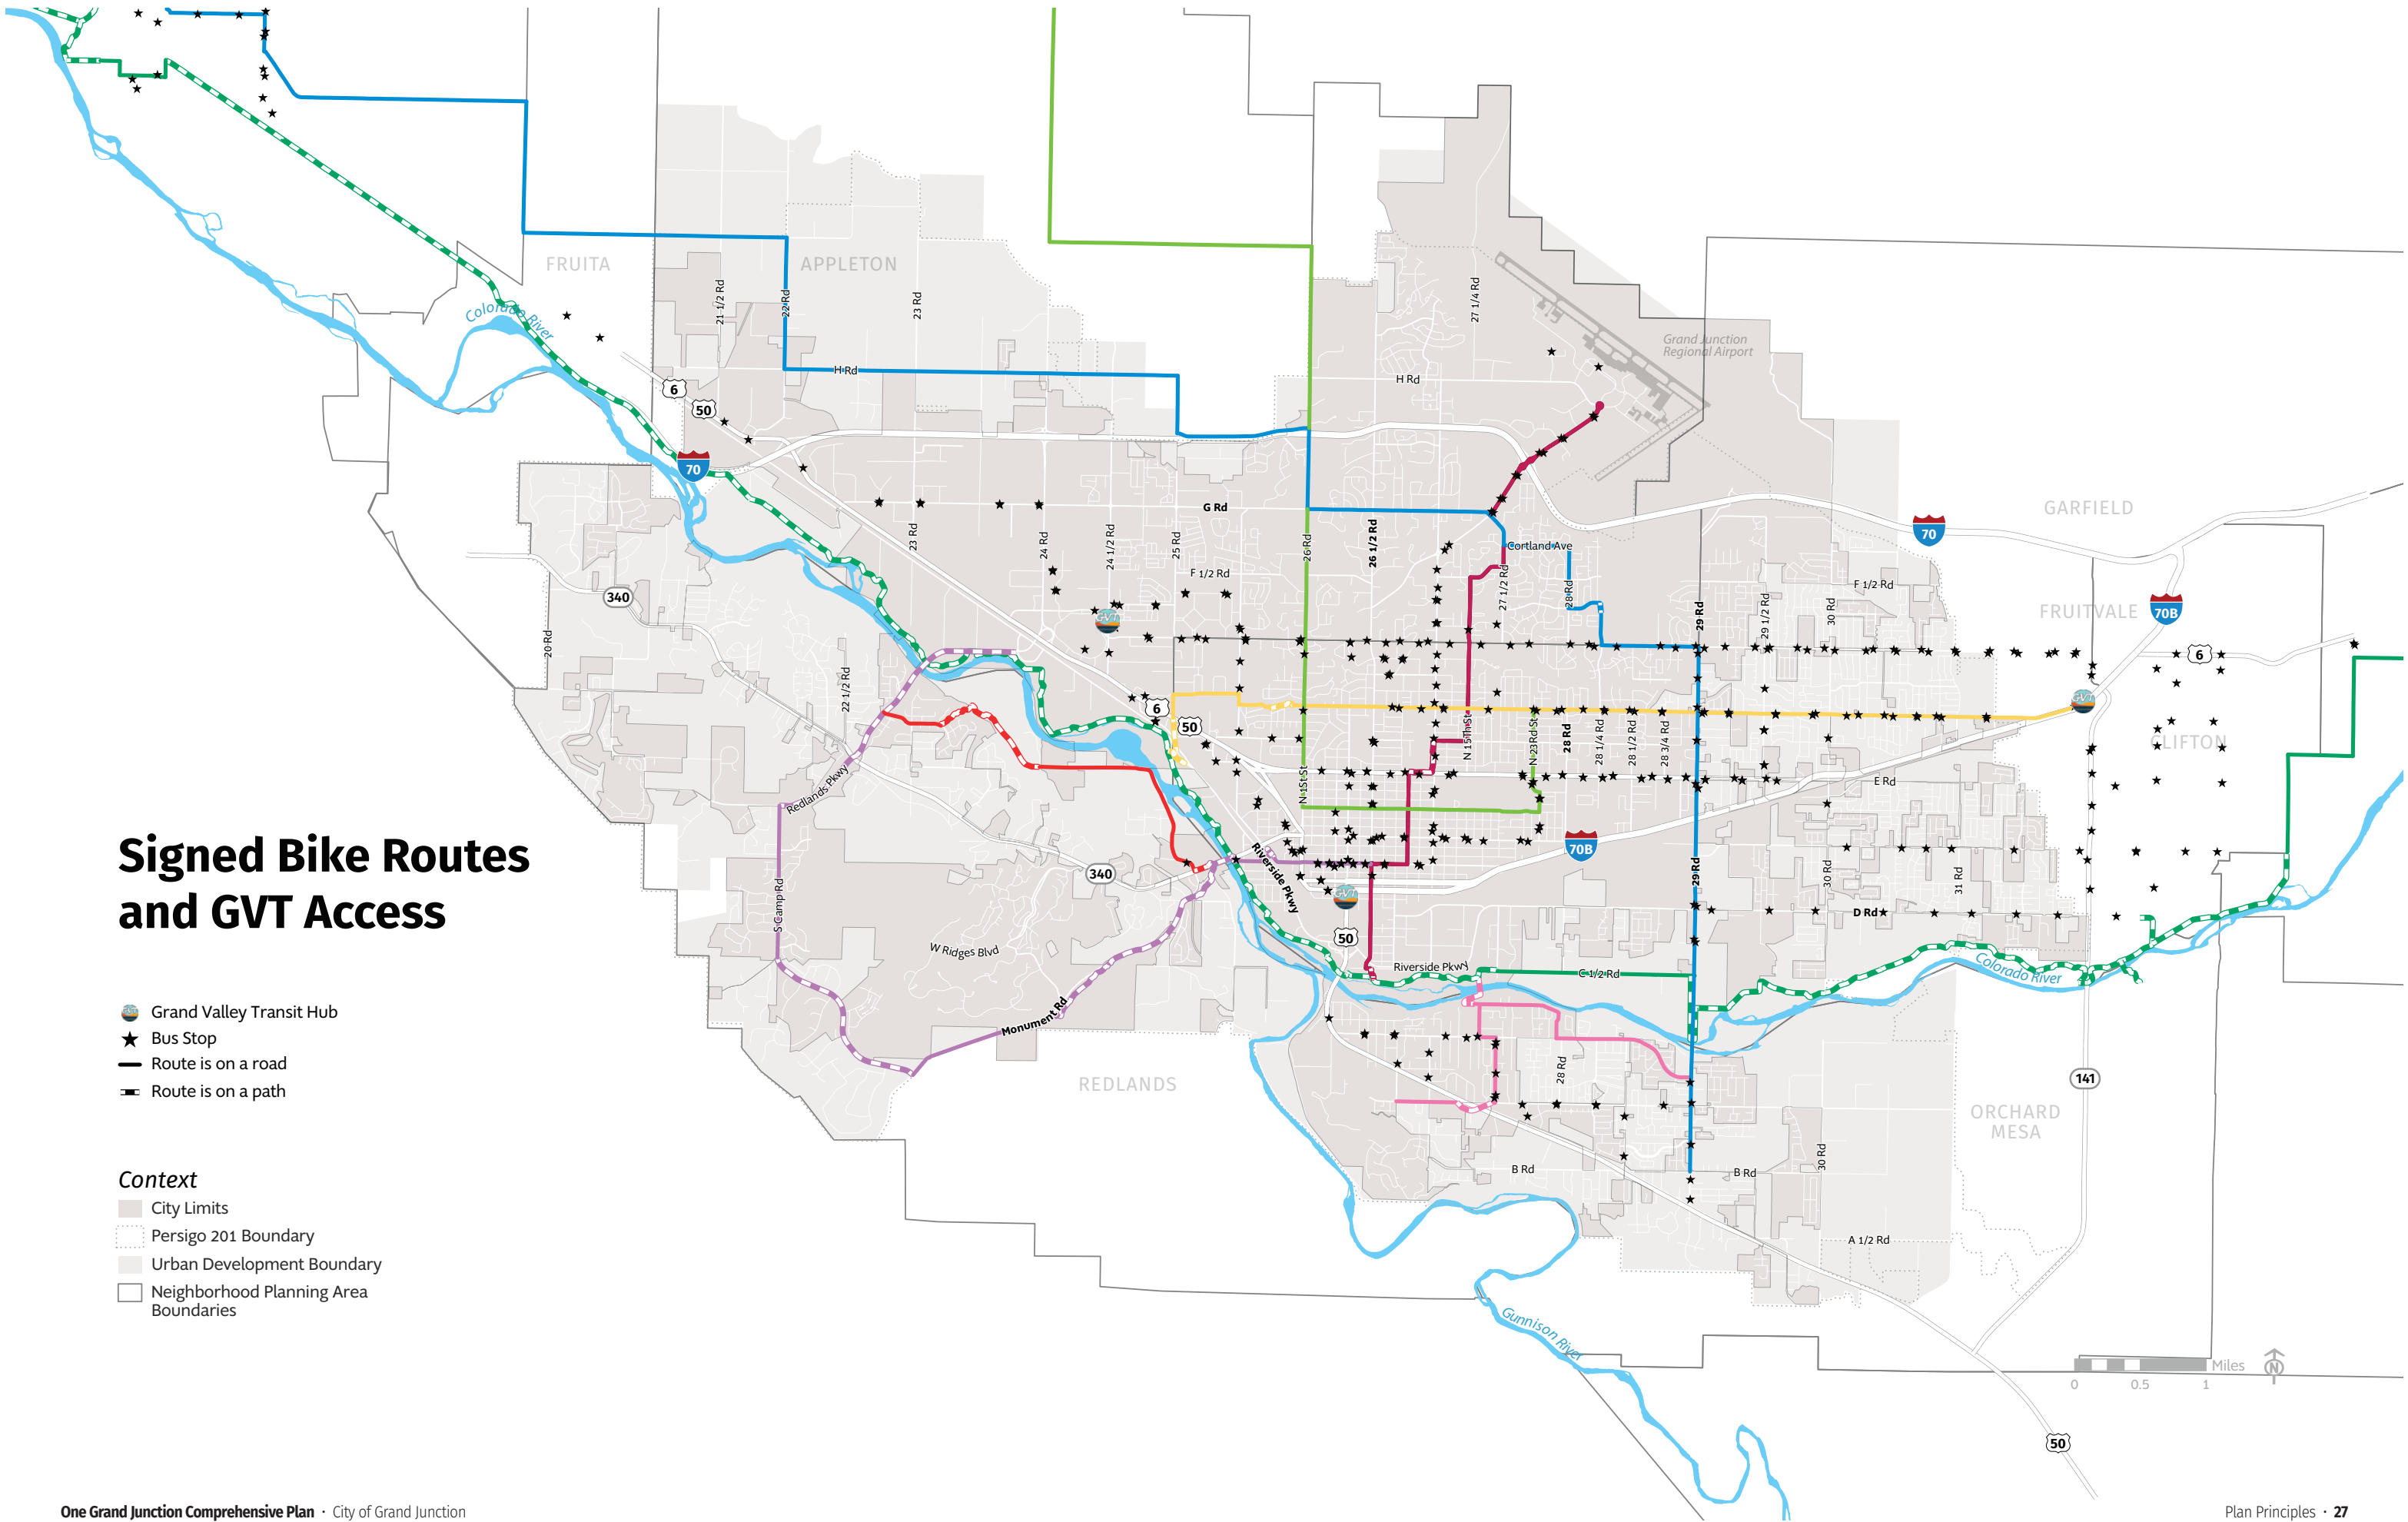 FRUITA
APPLETON
Colorado River
21 1/2 Rd
22 Rd
23 Rd
27 1/4 Rd
Grand Junction
Regional Airport
H Rd
H Rd
6
50
70
G Rd
23 Rd
24 Rd
24 1/2 Rd
25 Rd
26 Rd
26 1/2 Rd
Cortland Ave
F 1/2 Rd
27 1/2 Rd
28 Rd
29 Rd
29 1/2 Rd
30 Rd
F 1/2 Rd
GARFIELD
70
FRUITVALE
70B
6
340
20 Rd
22 1/2 Rd
GVT
6
50
GVT
CLIFTON
N 1St St
N 15Th St
N 23Rd St
28 Rd
28 1/4 Rd
28 1/2 Rd
28 3/4 Rd
E Rd
Redlands Pkwy
70B
340
Riverside Pkwy
29 Rd
30 Rd
31 Rd
S Camp Rd
GVT
50
D Rd
W Ridges Blvd
Riverside Pkwy
C 1/2 Rd
Colorado River
Monument Rd
REDLANDS
28 Rd
141
ORCHARD
MESA
B Rd
B Rd
30 Rd
A 1/2 Rd
Gunnison River
50
Miles
N
0 0.5 1
Signed Bike Routes
and GVT Access
Grand Valley Transit Hub
Bus Stop
Route is on a road
Route is on a path
Context
City Limits
Persigo 201 Boundary
Urban Development Boundary
Neighborhood Planning Area
Boundaries
One Grand Junction Comprehensive Plan · City of Grand Junction
Plan Principles · 27